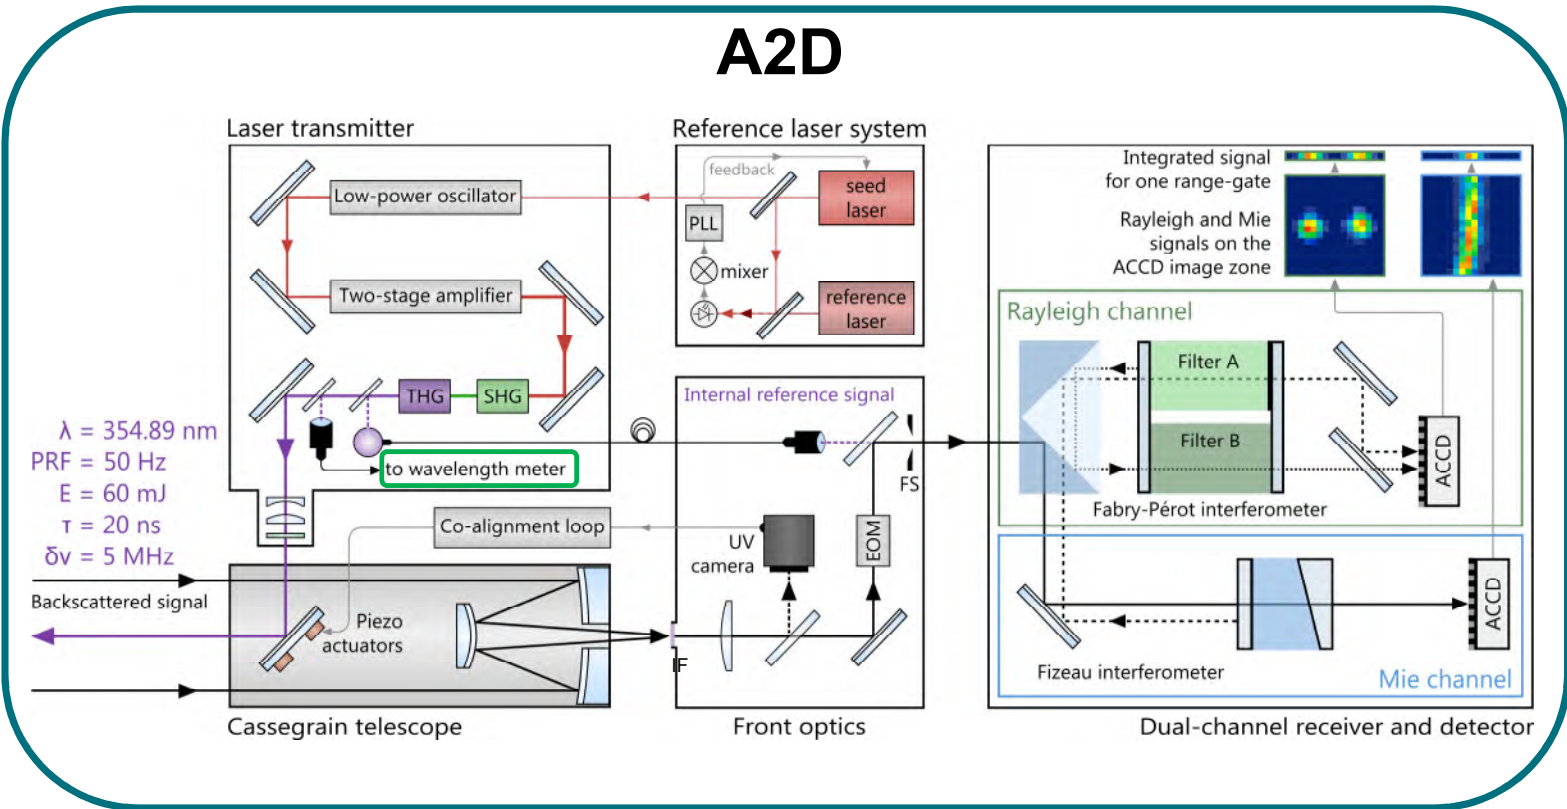 A2D
Laser transmitter
Low-power oscillator
Two-stage amplifier
THG
SHG
to wavelength meter
λ = 354.89 nm
PRF = 50 Hz
E = 60 mJ
τ = 20 ns
δν = 5 MHz
Co-alignment loop
Backscattered signal
Piezo
actuators
Cassegrain telescope
Reference laser system
feedback
seed
laser
PLL
mixer
reference
laser
Internal reference signal
FS
UV
camera
EOM
IF
Front optics
Integrated signal
for one range-gate
Rayleigh and Mie
signals on the
ACCD image zone
Rayleigh channel
Filter A
Filter B
ACCD
Fabry-Pérot interferometer
ACCD
Fizeau interferometer
Mie channel
Dual-channel receiver and detector